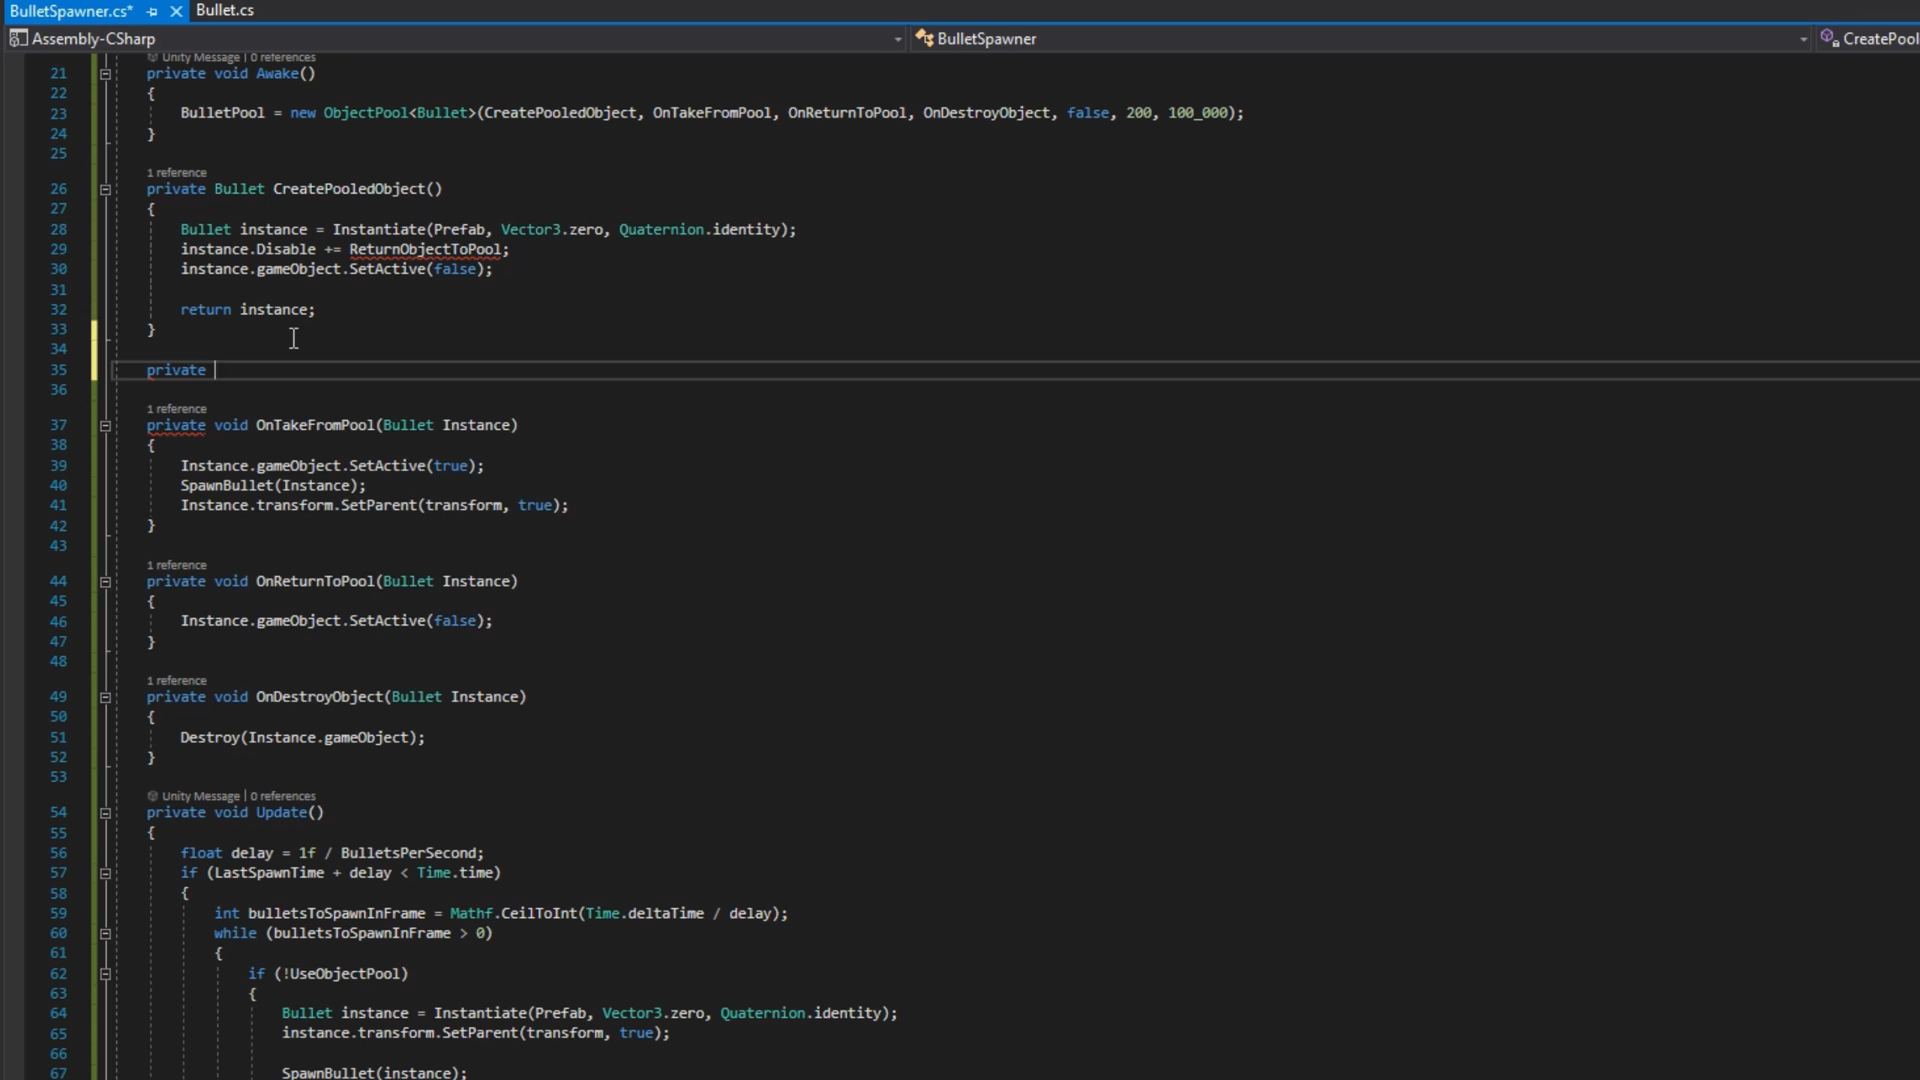 BulletSpawner.cs* Bullet.cs
Assembly-CSharp BulletSpawner CreatePool
Unity Message | 0 references
21 private void Awake()
22 {
23 BulletPool = new ObjectPool<Bullet>(CreatePooledObject, OnTakeFromPool, OnReturnToPool, OnDestroyObject, false, 200, 100_000);
24 }
25
1 reference
26 private Bullet CreatePooledObject()
27 {
28 Bullet instance = Instantiate(Prefab, Vector3.zero, Quaternion.identity);
29 instance.Disable += ReturnObjectToPool;
30 instance.gameObject.SetActive(false);
31
32 return instance;
33 }
34
35 private
36
1 reference
37 private void OnTakeFromPool(Bullet Instance)
38 {
39 Instance.gameObject.SetActive(true);
40 SpawnBullet(Instance);
41 Instance.transform.SetParent(transform, true);
42 }
43
1 reference
44 private void OnReturnToPool(Bullet Instance)
45 {
46 Instance.gameObject.SetActive(false);
47 }
48
1 reference
49 private void OnDestroyObject(Bullet Instance)
50 {
51 Destroy(Instance.gameObject);
52 }
53
Unity Message | 0 references
54 private void Update()
55 {
56 float delay = 1f / BulletsPerSecond;
57 if (LastSpawnTime + delay < Time.time)
58 {
59 int bulletsToSpawnInFrame = Mathf.CeilToInt(Time.deltaTime / delay);
60 while (bulletsToSpawnInFrame > 0)
61 {
62 if (!UseObjectPool)
63 {
64 Bullet instance = Instantiate(Prefab, Vector3.zero, Quaternion.identity);
65 instance.transform.SetParent(transform, true);
66
67 SpawnBullet(instance);